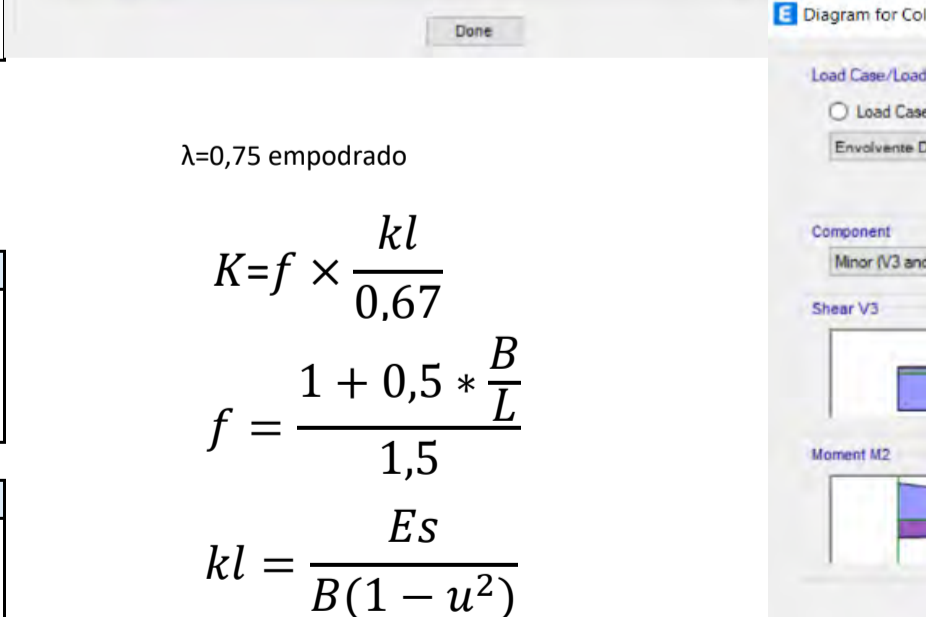 Done
λ=0,75 empodrado
K=f × kl/0,67
f = (1 + 0,5 * B/L)/1,5
kl = Es/(B(1 − u²))
E Diagram for Col
Load Case/Load
Load Case
Envolvente D
Component
Minor (V3 and
Shear V3
Moment M2